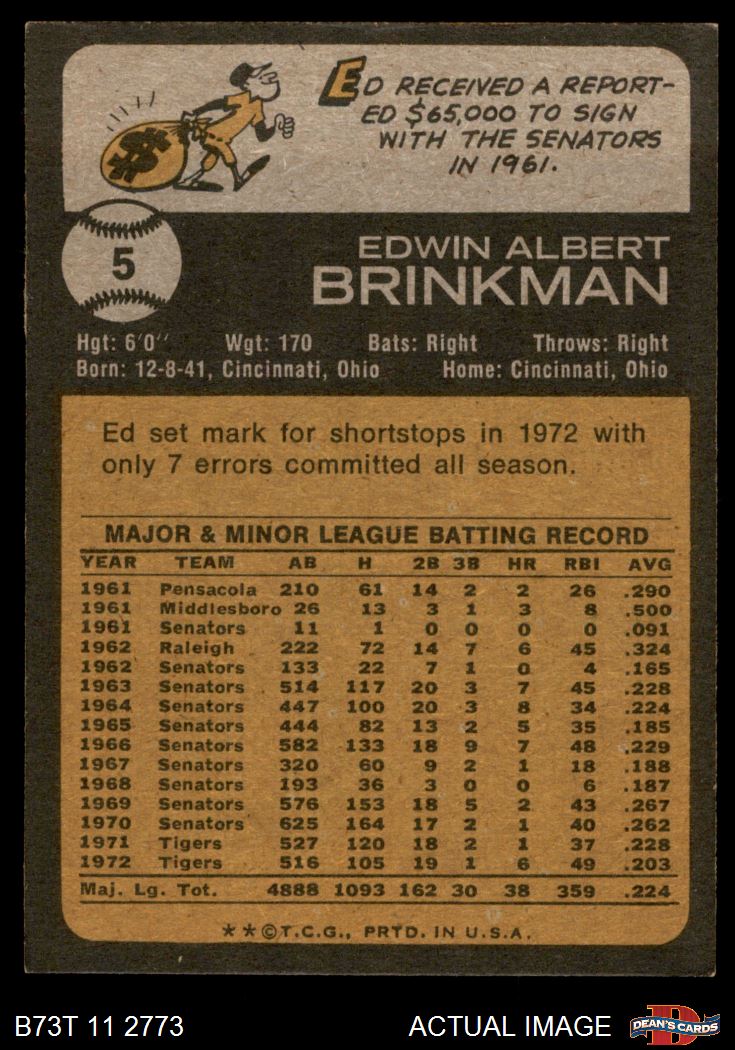 ED RECEIVED A REPORT-
ED $65,000 TO SIGN
WITH THE SENATORS
IN 1961.
$
5
EDWIN ALBERT
BRINKMAN
Hgt: 6'0" Wgt: 170 Bats: Right Throws: Right
Born: 12-8-41, Cincinnati, Ohio Home: Cincinnati, Ohio
Ed set mark for shortstops in 1972 with
only 7 errors committed all season.
MAJOR & MINOR LEAGUE BATTING RECORD
YEAR TEAM AB H 2B 3B HR RBI AVG
1961 Pensacola 210 61 14 2 2 26 .290
1961 Middlesboro 26 13 3 1 3 8 .500
1961 Senators 11 1 0 0 0 0 .091
1962 Raleigh 222 72 14 7 6 45 .324
1962 Senators 133 22 7 1 0 4 .165
1963 Senators 514 117 20 3 7 45 .228
1964 Senators 447 100 20 3 8 34 .224
1965 Senators 444 82 13 2 5 35 .185
1966 Senators 582 133 18 9 7 48 .229
1967 Senators 320 60 9 2 1 18 .188
1968 Senators 193 36 3 0 0 6 .187
1969 Senators 576 153 18 5 2 43 .267
1970 Senators 625 164 17 2 1 40 .262
1971 Tigers 527 120 18 2 1 37 .228
1972 Tigers 516 105 19 1 6 49 .203
Maj. Lg. Tot. 4888 1093 162 30 38 359 .224
**©T.C.G., PRTD. IN U.S.A.
B73T 11 2773 ACTUAL IMAGE
D
DEAN'S CARDS